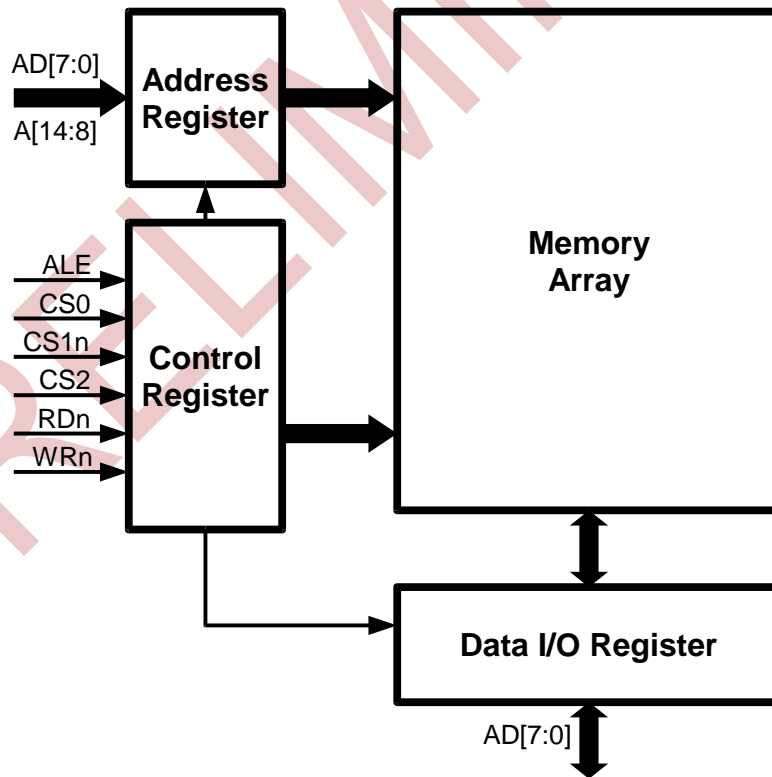 AD[7:0]
A[14:8]
Address
Register
Memory
Array
ALE
CS0
CS1n
CS2
RDn
WRn
Control
Register
Data I/O Register
AD[7:0]
RELIMI